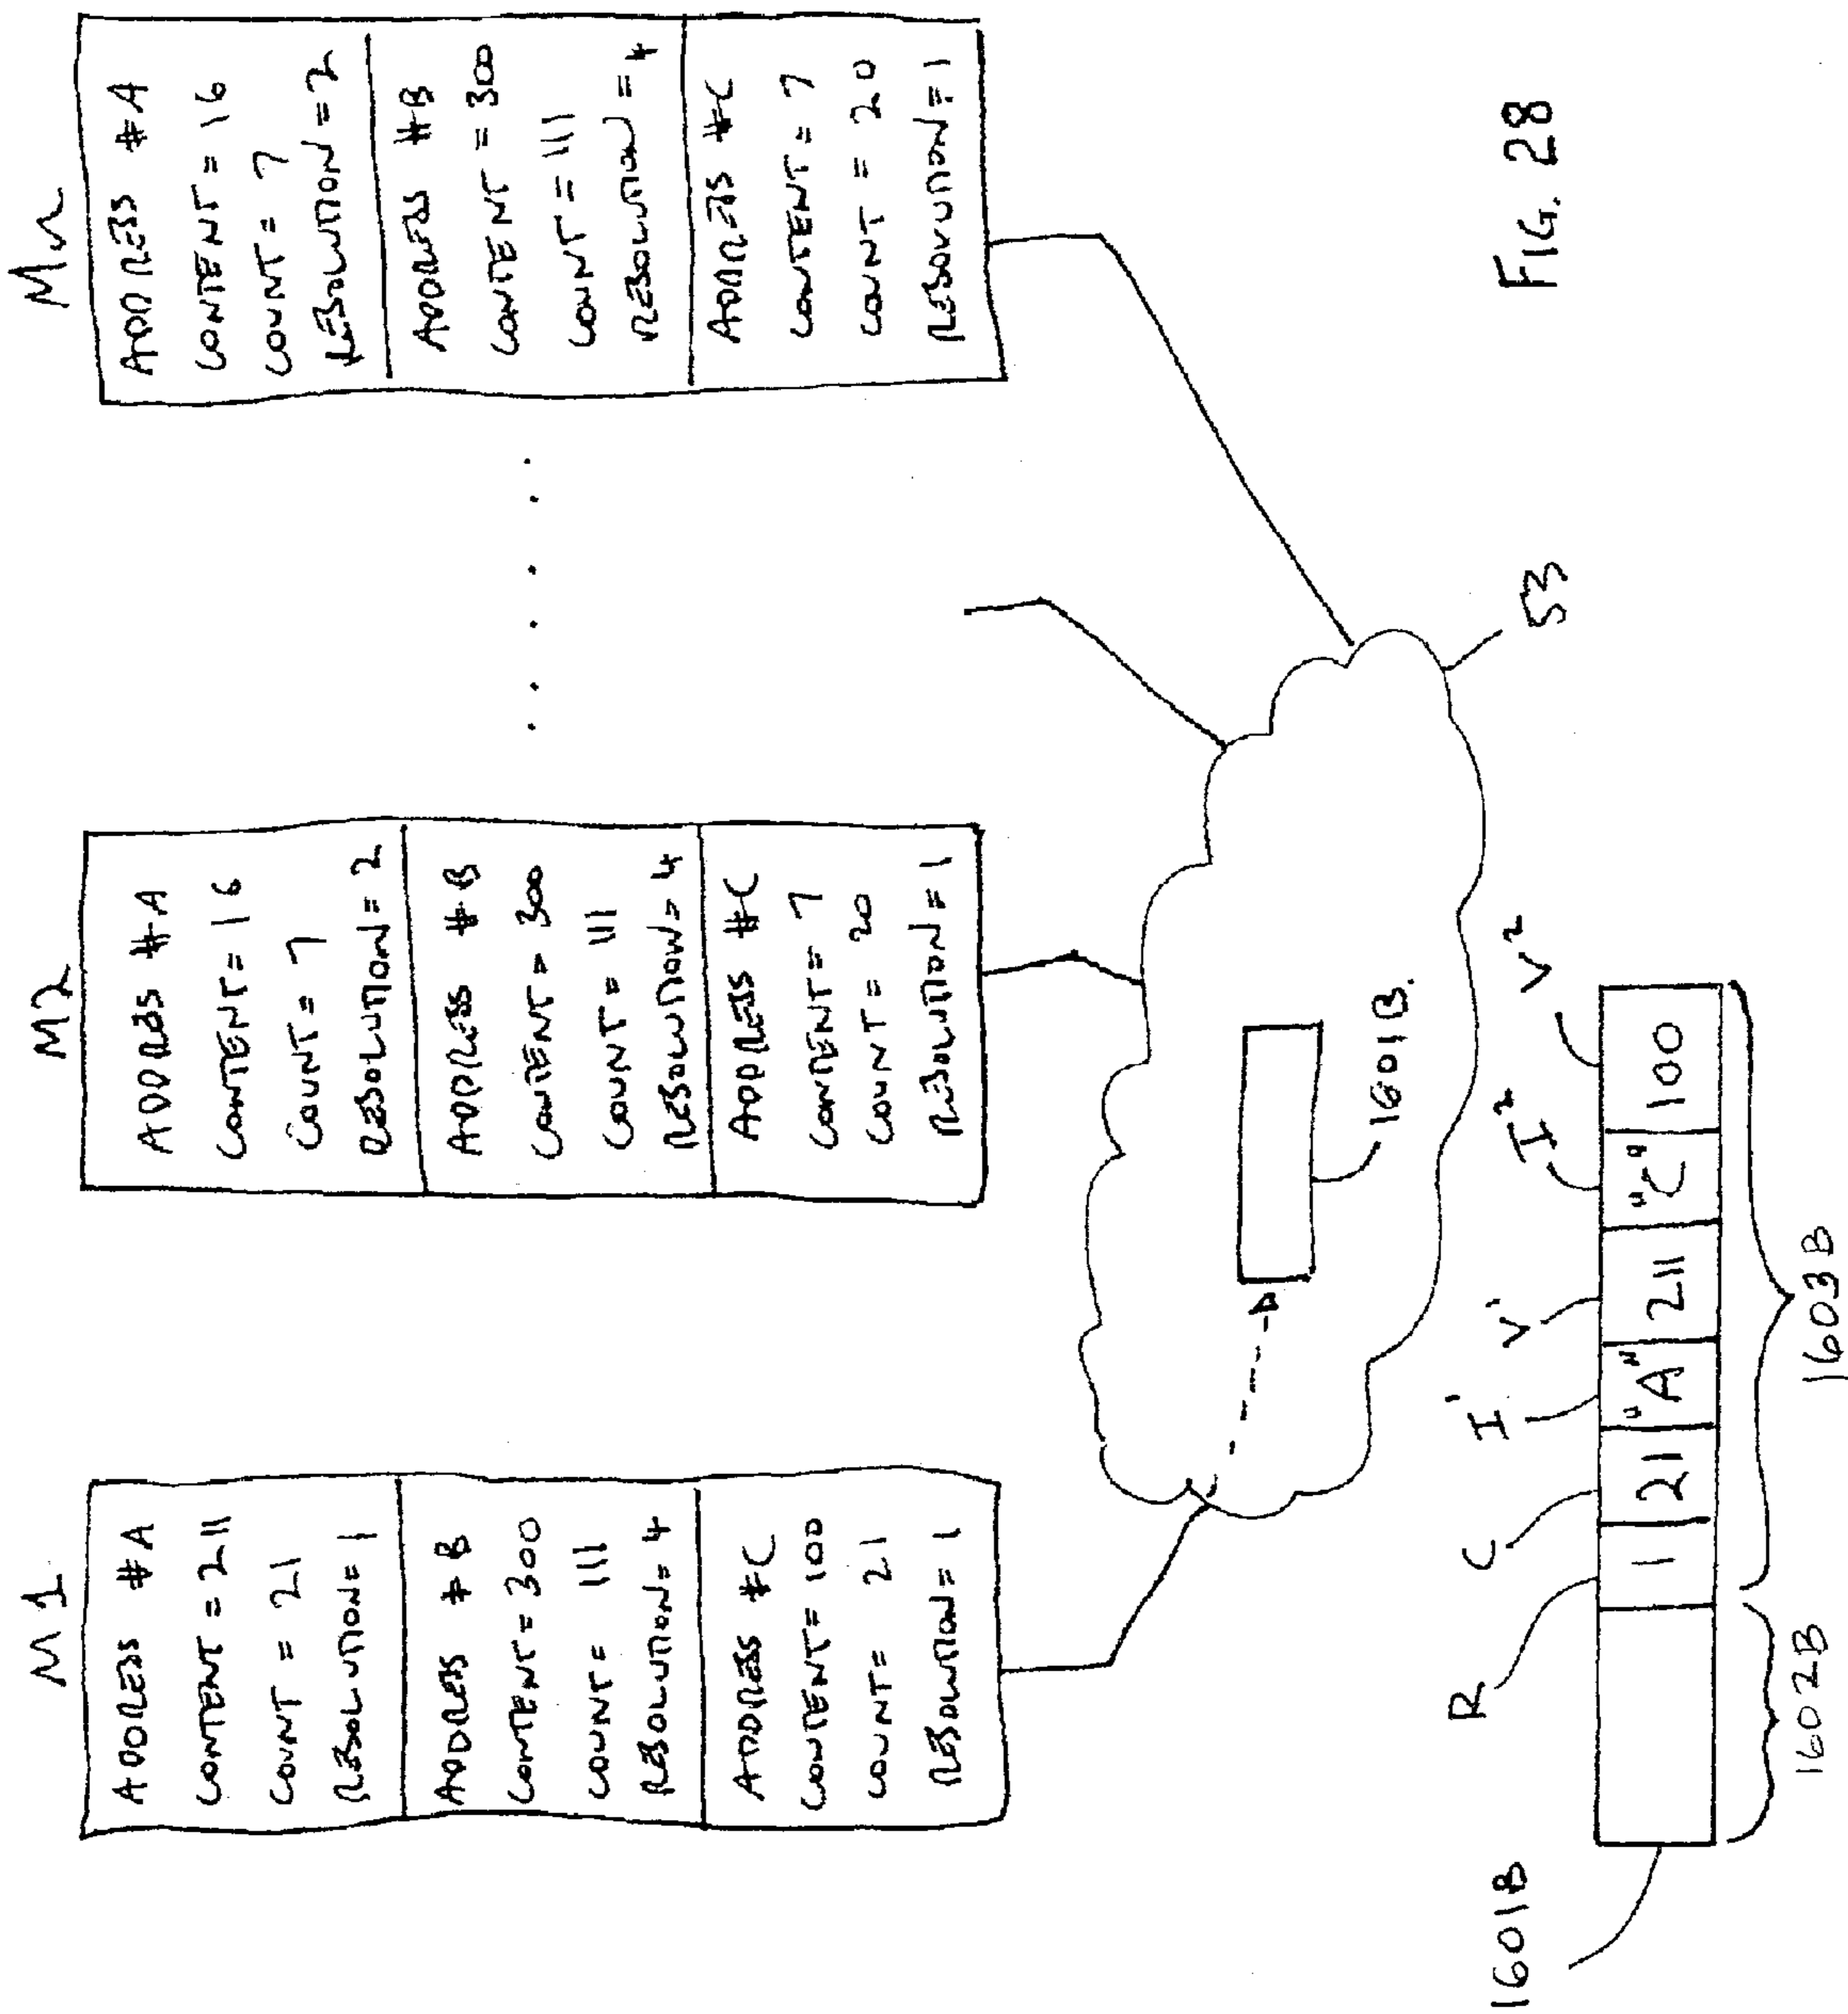 M1
ADDRESS #A
CONTENT = 211
COUNT = 21
RESOLUTION = 1
ADDRESS #B
CONTENT = 300
COUNT = 111
RESOLUTION = 4
ADDRESS #C
CONTENT = 100
COUNT = 21
RESOLUTION = 1
M2
ADDRESS #A
CONTENT = 16
COUNT = 7
RESOLUTION = 2
ADDRESS #B
CONTENT = 300
COUNT = 111
RESOLUTION = 4
ADDRESS #C
CONTENT = 7
COUNT = 20
RESOLUTION = 1
Mn
ADDRESS #A
CONTENT = 16
COUNT = 7
RESOLUTION = 2
ADDRESS #B
CONTENT = 300
COUNT = 111
RESOLUTION = 4
ADDRESS #C
CONTENT = 7
COUNT = 20
RESOLUTION = 1
1601B.
53
1601B
R C I¹ V¹ I² V²
1 21 "A" 211 "C" 100
1602B
1603B
FIG. 28